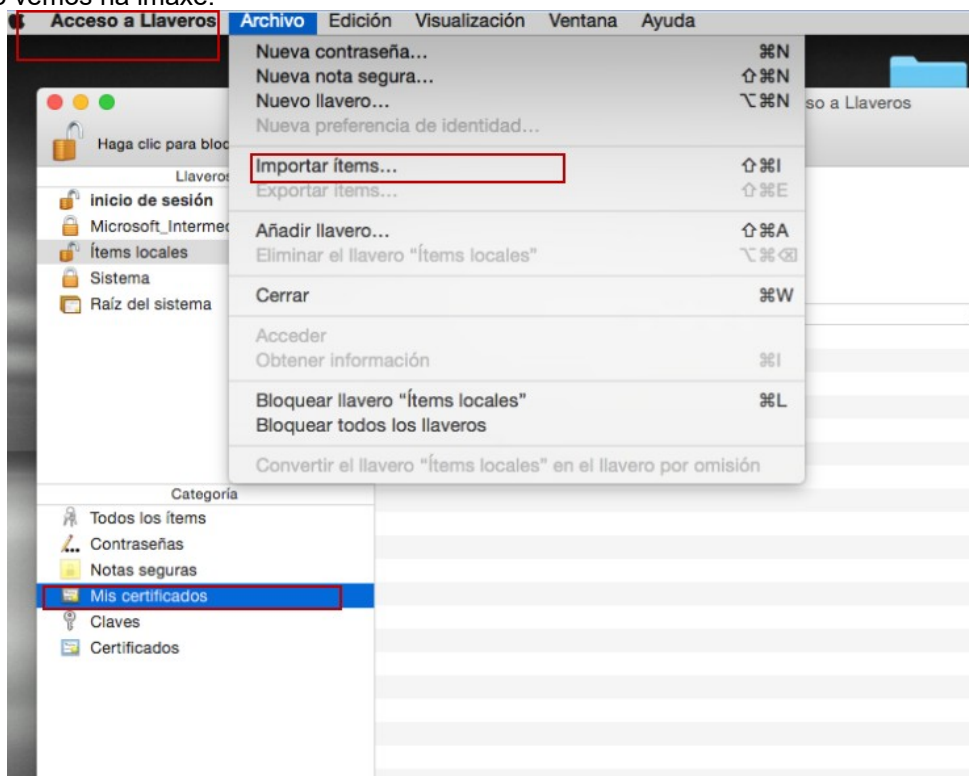 vemos na imaxe:
Acceso a Llaveros Archivo Edición Visualización Ventana Ayuda
Nueva contraseña... ⌘N
Nueva nota segura... ⇧⌘N
Nuevo llavero... ⌥⌘N
Nueva preferencia de identidad...
Importar ítems... ⇧⌘I
Exportar ítems... ⇧⌘E
Añadir llavero... ⇧⌘A
Eliminar el llavero “Ítems locales” ⌥⌘⌫
Cerrar ⌘W
Acceder
Obtener información ⌘I
Bloquear llavero “Ítems locales” ⌘L
Bloquear todos los llaveros
Convertir el llavero “Ítems locales” en el llavero por omisión
so a Llaveros
Haga clic para bloq
Llaveros
inicio de sesión
Microsoft_Intermed
Ítems locales
Sistema
Raíz del sistema
Categoría
Todos los ítems
Contraseñas
Notas seguras
Mis certificados
Claves
Certificados